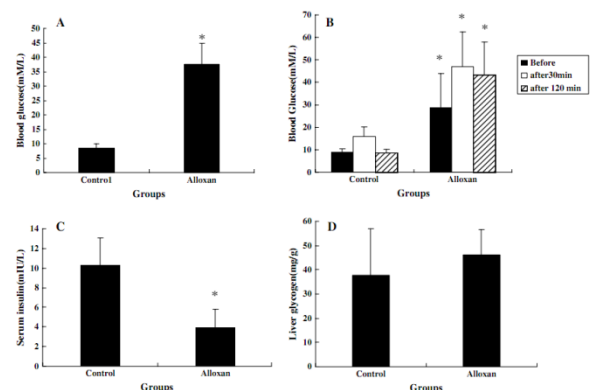 A
Blood glucose(mM/L)
50
45
40
35
30
25
20
15
10
5
0
*
Control
Alloxan
Groups
B
Blood Glucose(mM/L)
70
60
50
40
30
20
10
0
* * *
Before
after30min
after 120 min
Control
Alloxan
Groups
C
Serum insulin(mIU/L)
14
12
10
8
6
4
2
0
*
Control
Alloxan
Groups
D
Liver glycogen(mg/g)
60
50
40
30
20
10
0
Control
Alloxan
Groups